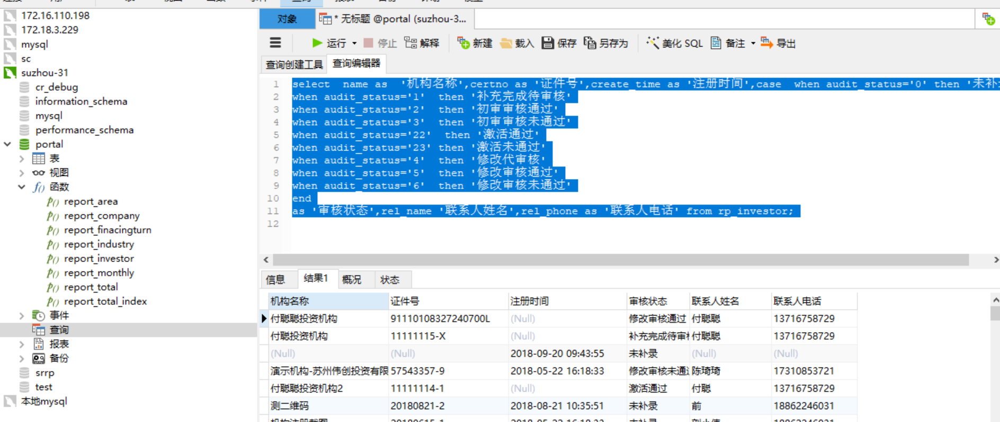 172.16.110.198
172.18.3.229
mysql
sc
suzhou-31
cr_debug
information_schema
mysql
performance_schema
portal
表
视图
函数
report_area
report_company
report_finacingturn
report_industry
report_investor
report_monthly
report_total
report_total_index
事件
查询
报表
备份
srrp
test
本地mysql
对象 * 无标题 @portal (suzhou-3...
运行 停止 解释 新建 载入 保存 另存为 美化 SQL 备注 导出
查询创建工具 查询编辑器
1 select  name as  '机构名称',certno as '证件号',create_time as '注册时间',case  when audit_status='0' then '未补
2 when audit_status='1'  then '补充完成待审核'
3 when audit_status='2'  then '初审审核通过'
4 when audit_status='3'  then '初审审核未通过'
5 when audit_status='22'  then '激活通过'
6 when audit_status='23' then '激活未通过'
7 when audit_status='4'  then '修改代审核'
8 when audit_status='5'  then '修改审核通过'
9 when audit_status='6'  then '修改审核未通过'
10 end
11 as '审核状态',rel_name '联系人姓名',rel_phone as '联系人电话' from rp_investor;
12
信息 结果1 概况 状态
机构名称 证件号 注册时间 审核状态 联系人姓名 联系人电话
付聪聪投资机构 91110108327240700L (Null) 修改审核通过 付聪聪 13716758729
付聪投资机构 11111115-X (Null) 补充完成待审 付聪聪 13716758729
(Null) (Null) 2018-09-20 09:43:55 未补录 (Null) (Null)
演示机构-苏州伟创投资有限 57543357-9 2018-05-22 16:18:33 修改审核未通 陈琦琦 17310853721
付聪聪投资机构2 11111114-1 (Null) 激活通过 付聪 13716758729
测二维码 20180821-2 2018-08-21 10:35:51 未补录 前 18862246031